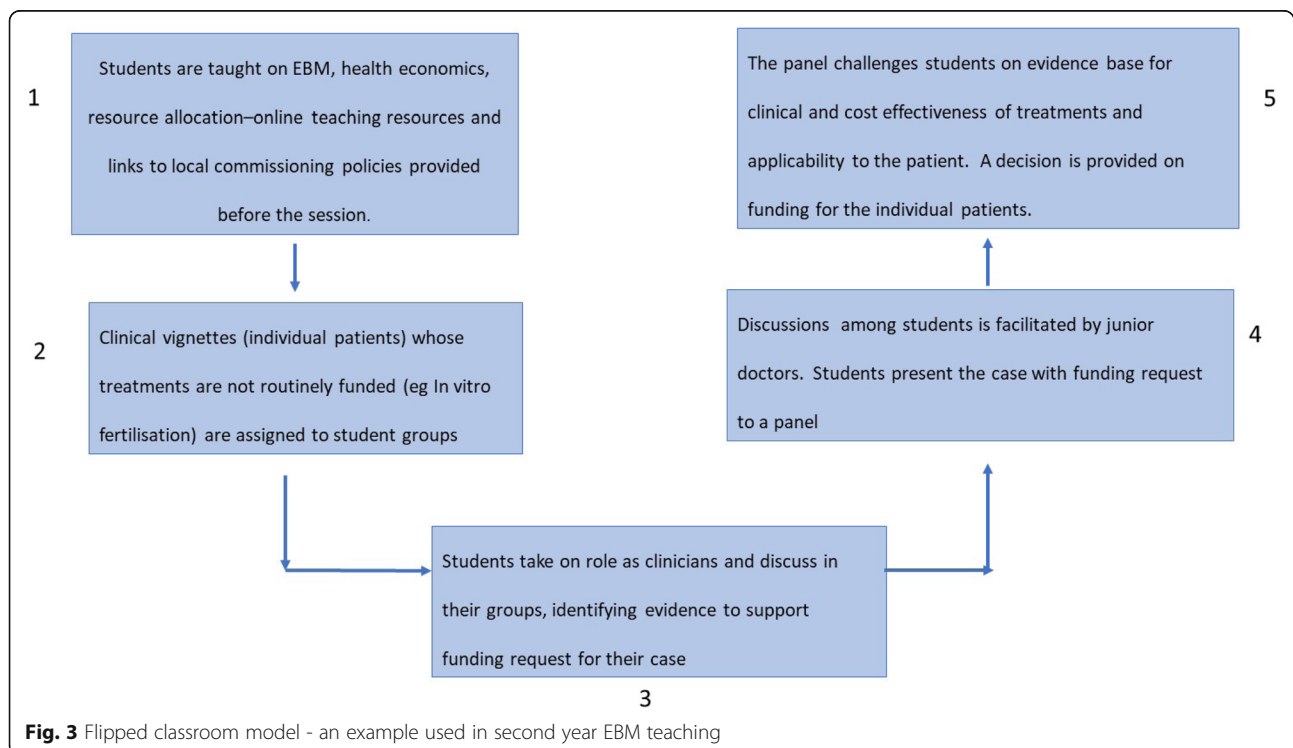 1
Students are taught on EBM, health economics,
resource allocation–online teaching resources and
links to local commissioning policies provided
before the session.
2
Clinical vignettes (individual patients) whose
treatments are not routinely funded (eg In vitro
fertilisation) are assigned to student groups
Students take on role as clinicians and discuss in
their groups, identifying evidence to support
funding request for their case
3
Discussions among students is facilitated by junior
doctors. Students present the case with funding request
to a panel
4
The panel challenges students on evidence base for
clinical and cost effectiveness of treatments and
applicability to the patient. A decision is provided on
funding for the individual patients.
5
Fig. 3 Flipped classroom model - an example used in second year EBM teaching